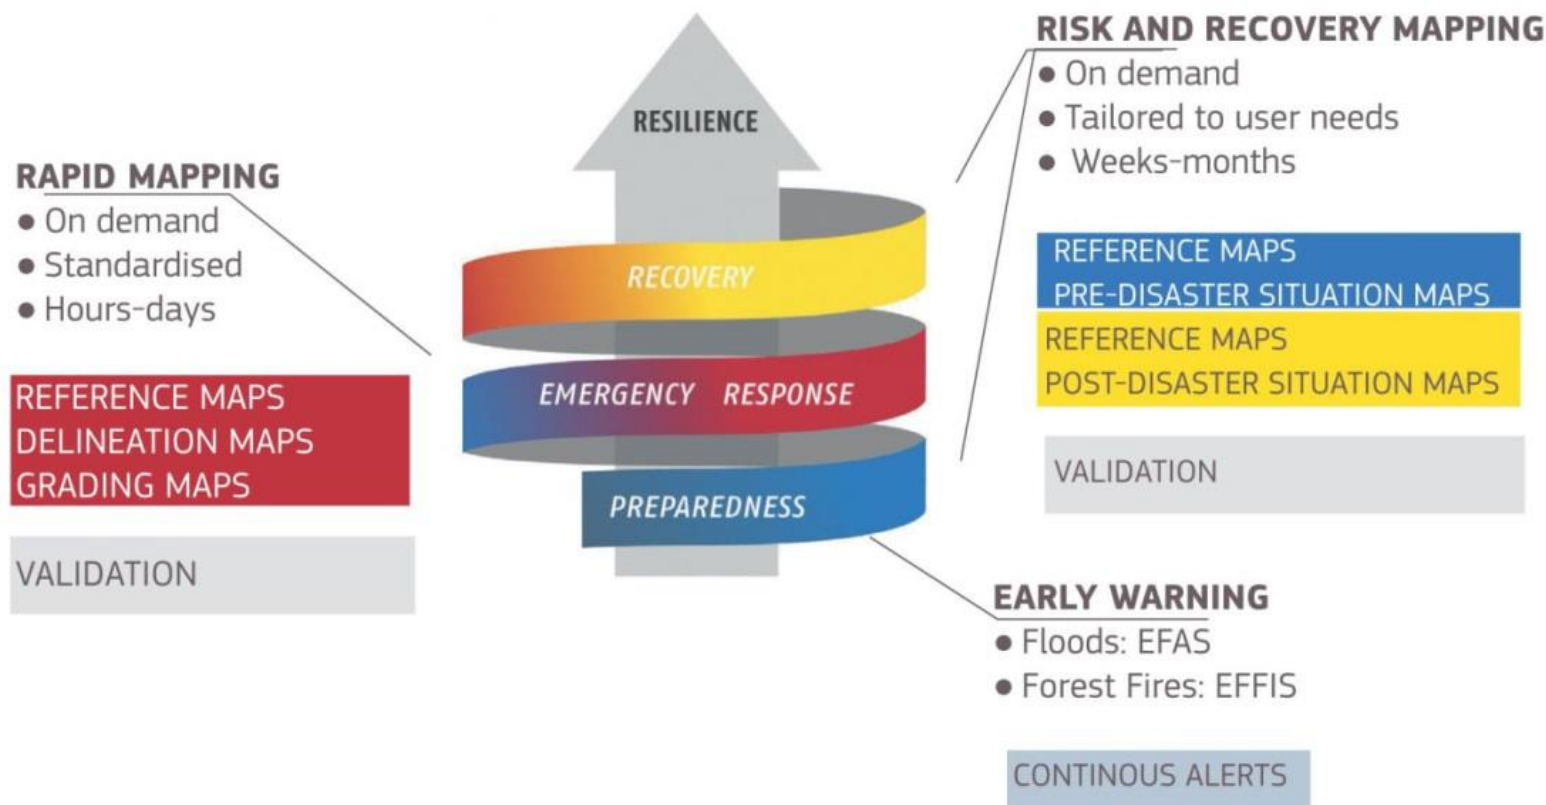 RISK AND RECOVERY MAPPING
● On demand
● Tailored to user needs
● Weeks-months
RESILIENCE
RAPID MAPPING
● On demand
● Standardised
● Hours-days
REFERENCE MAPS
DELINEATION MAPS
GRADING MAPS
VALIDATION
RECOVERY
EMERGENCY RESPONSE
PREPAREDNESS
REFERENCE MAPS
PRE-DISASTER SITUATION MAPS
REFERENCE MAPS
POST-DISASTER SITUATION MAPS
VALIDATION
EARLY WARNING
● Floods: EFAS
● Forest Fires: EFFIS
CONTINOUS ALERTS